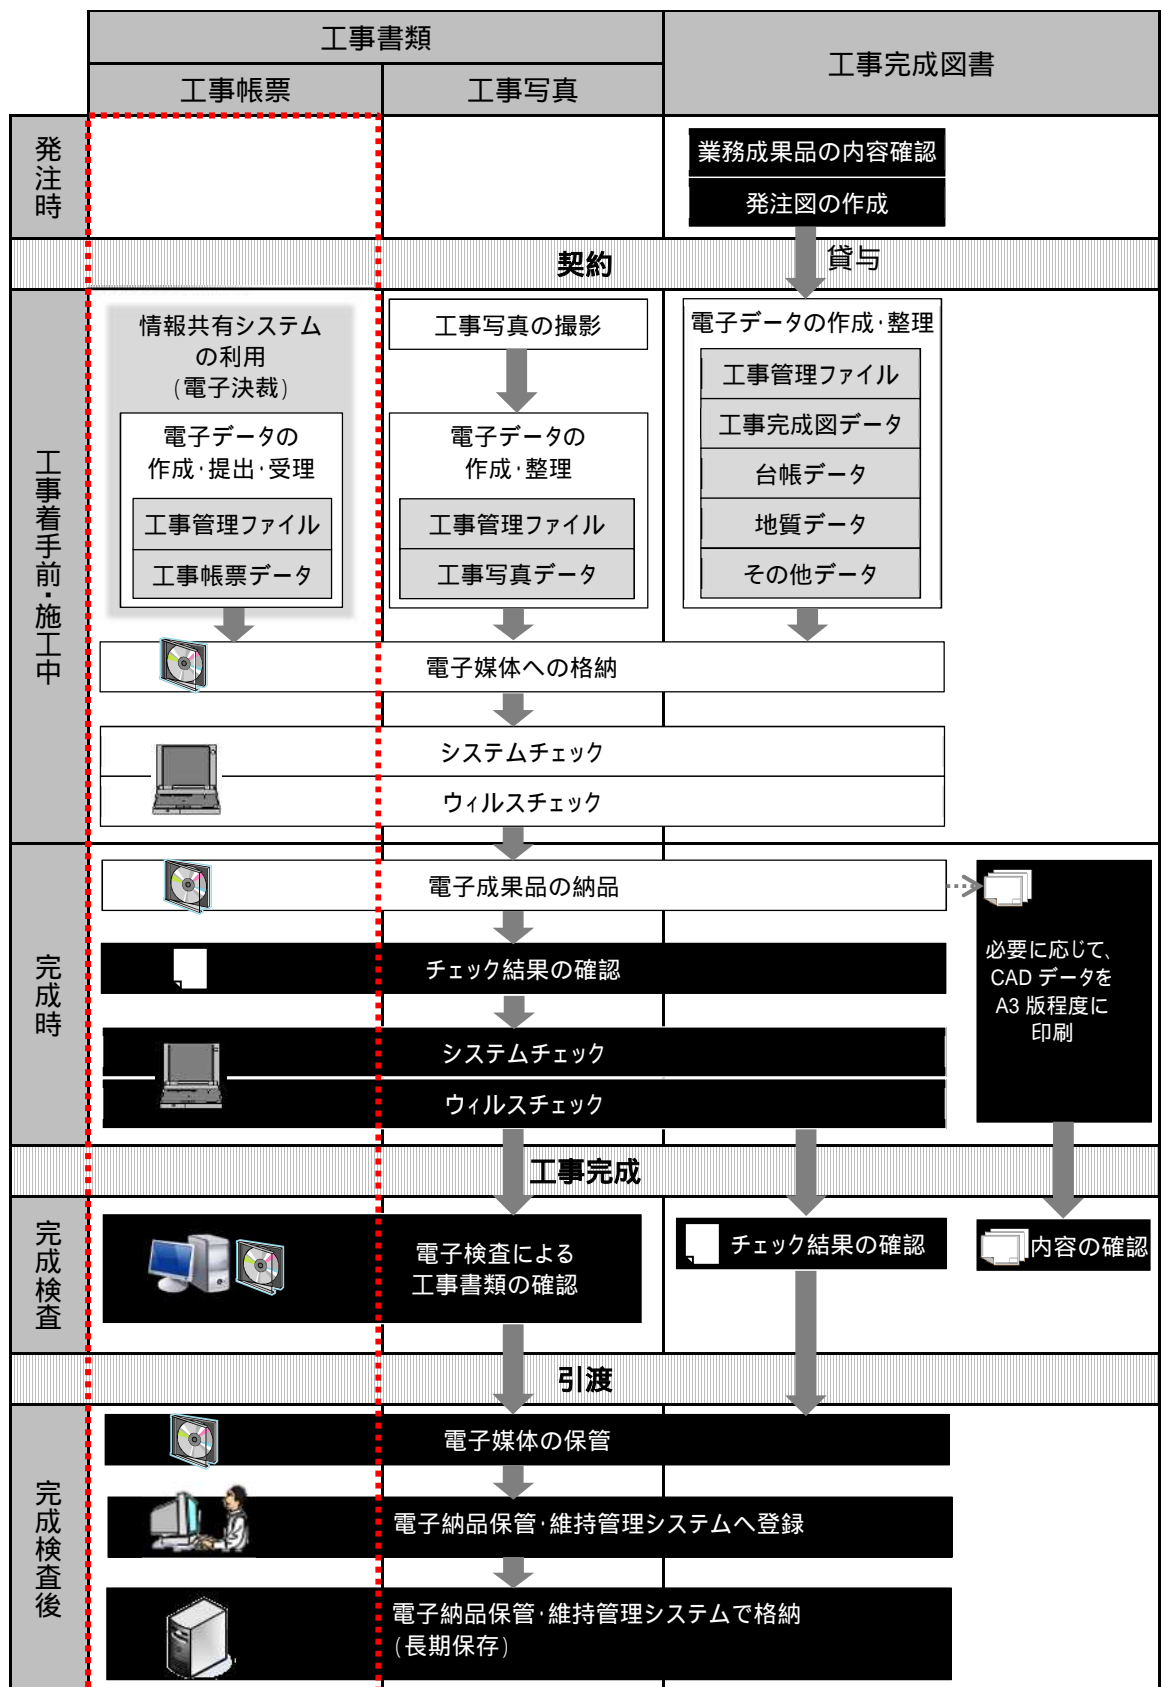 工事書類
工事完成図書
工事帳票
工事写真
発注時
業務成果品の内容確認
発注図の作成
契約
貸与
工事着手前・施工中
情報共有システム
の利用
（電子決裁）
電子データの
作成・提出・受理
工事管理ファイル
工事帳票データ
工事写真の撮影
電子データの
作成・整理
工事管理ファイル
工事写真データ
電子データの作成・整理
工事管理ファイル
工事完成図データ
台帳データ
地質データ
その他データ
電子媒体への格納
システムチェック
ウィルスチェック
完成時
電子成果品の納品
チェック結果の確認
システムチェック
ウィルスチェック
必要に応じて、
CAD データを
A3 版程度に
印刷
工事完成
完成検査
電子検査による
工事書類の確認
チェック結果の確認
内容の確認
引渡
完成検査後
電子媒体の保管
電子納品保管・維持管理システムへ登録
電子納品保管・維持管理システムで格納
（長期保存）